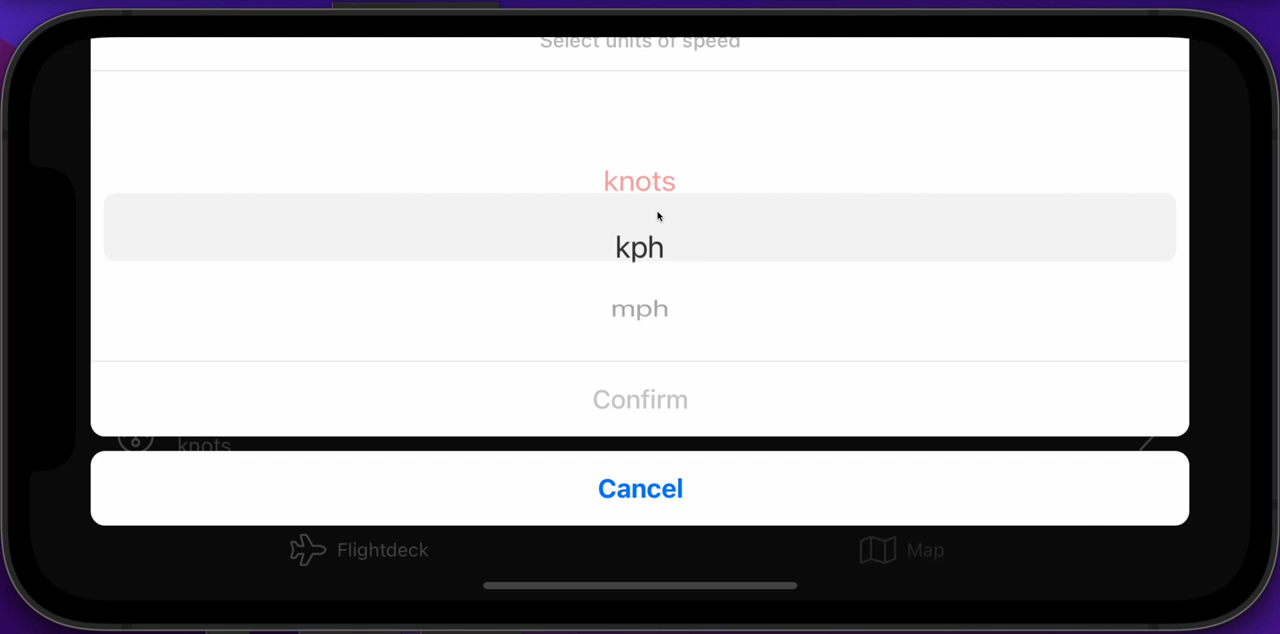 Select units of speed
knots
kph
mph
Confirm
knots
Cancel
Flightdeck
Map